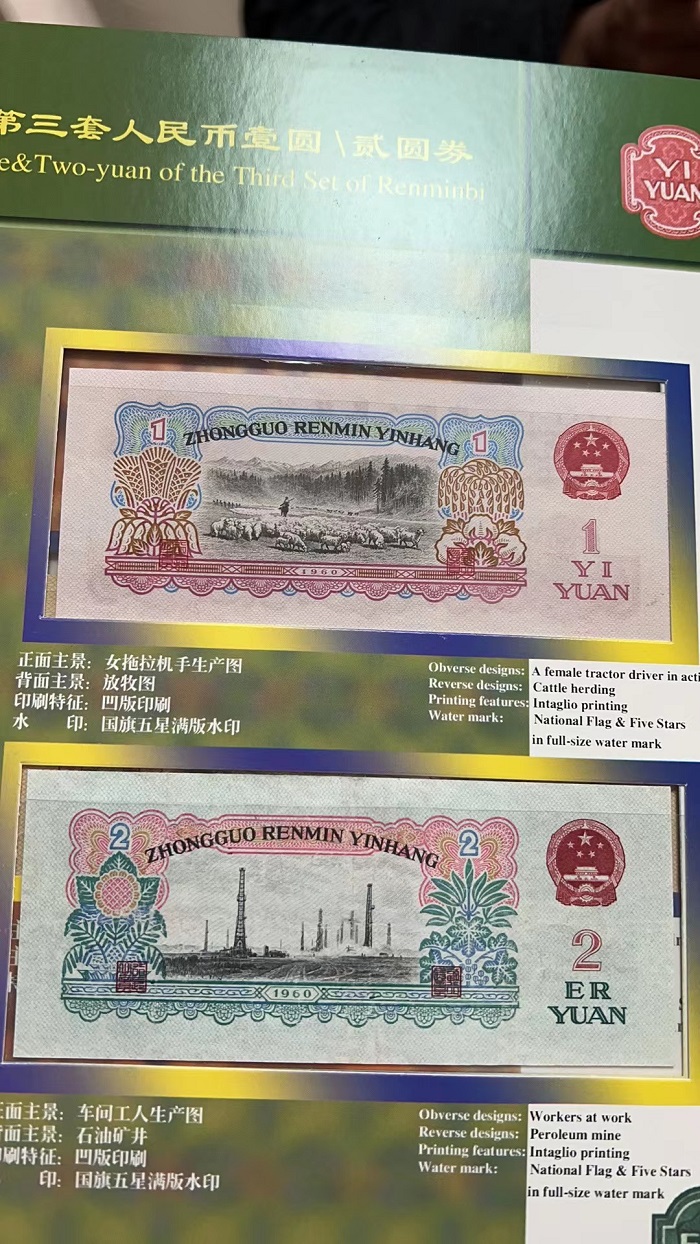 第三套人民币壹圆\贰圆券
e&Two-yuan of the Third Set of Renminbi
YI
YUAN
1
ZHONGGUO RENMIN YINHANG
1
1960
1
YI
YUAN
正面主景：女拖拉机手生产图
背面主景：放牧图
印刷特征：凹版印刷
水 印：国旗五星满版水印
Obverse designs: A female tractor driver in acti
Reverse designs: Cattle herding
Printing features: Intaglio printing
Water mark: National Flag & Five Stars
in full-size water mark
2
ZHONGGUO RENMIN YINHANG
2
1960
2
ER
YUAN
正面主景：车间工人生产图
背面主景：石油矿井
印刷特征：凹版印刷
印：国旗五星满版水印
Obverse designs: Workers at work
Reverse designs: Peroleum mine
Printing features: Intaglio printing
Water mark: National Flag & Five Stars
in full-size water mark